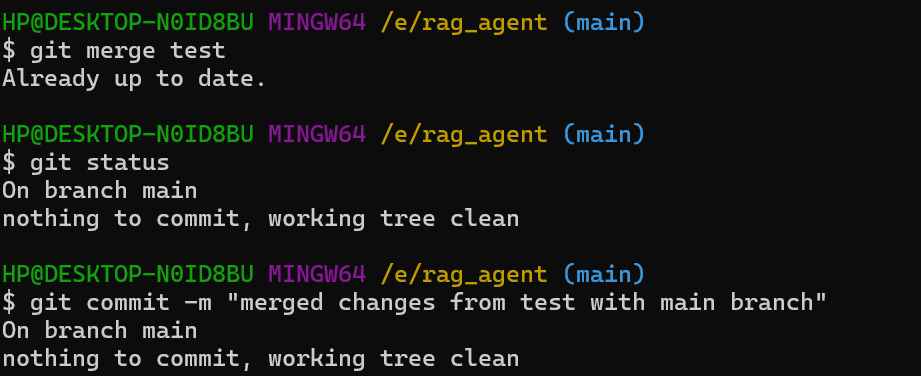 HP@DESKTOP-N0ID8BU MINGW64 /e/rag_agent (main)
$ git merge test
Already up to date.
HP@DESKTOP-N0ID8BU MINGW64 /e/rag_agent (main)
$ git status
On branch main
nothing to commit, working tree clean
HP@DESKTOP-N0ID8BU MINGW64 /e/rag_agent (main)
$ git commit -m "merged changes from test with main branch"
On branch main
nothing to commit, working tree clean